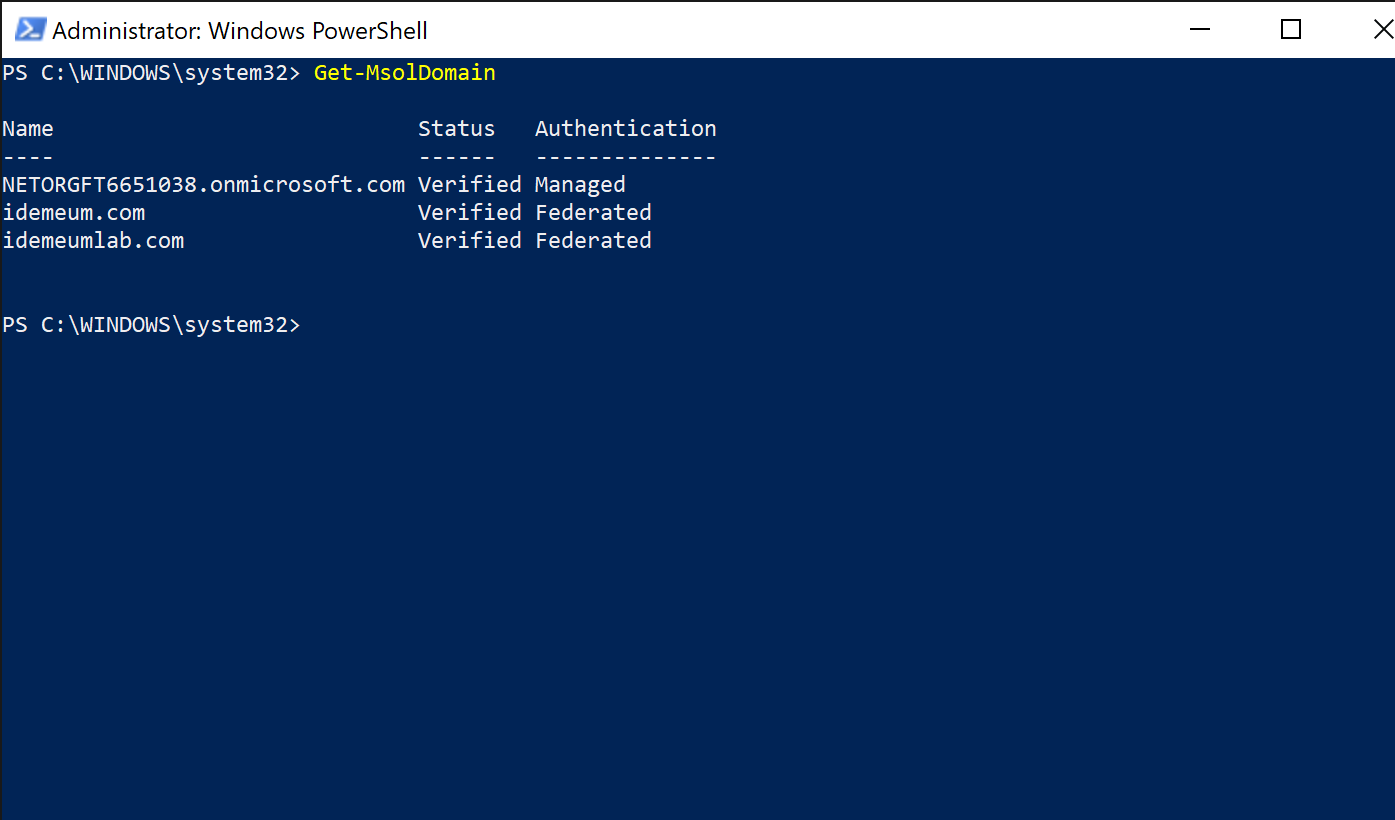 Administrator: Windows PowerShell
PS C:\WINDOWS\system32> Get-MsolDomain
Name Status Authentication
---- ------ --------------
NETORGFT6651038.onmicrosoft.com Verified Managed
idemeum.com Verified Federated
idemeumlab.com Verified Federated
PS C:\WINDOWS\system32>